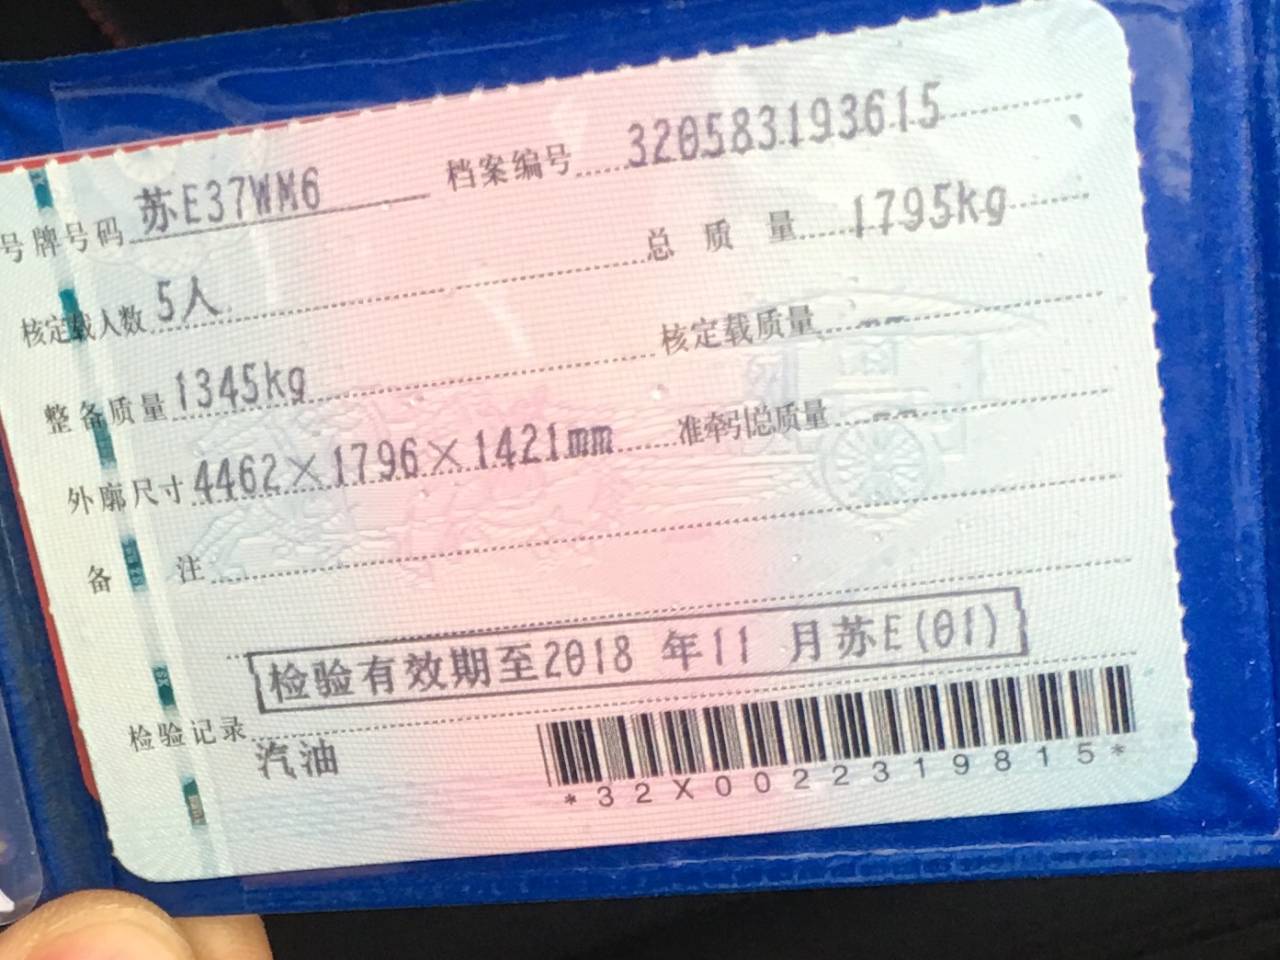 号牌号码 苏E37WM6 档案编号 320583193615
核定载人数 5人 总质量 1795kg
整备质量 1345kg 核定载质量 --
外廓尺寸 4462×1796×1421mm 准牵引总质量 --
备注
检验有效期至2018 年11 月苏E(01)
检验记录
汽油
*32X0022319815*